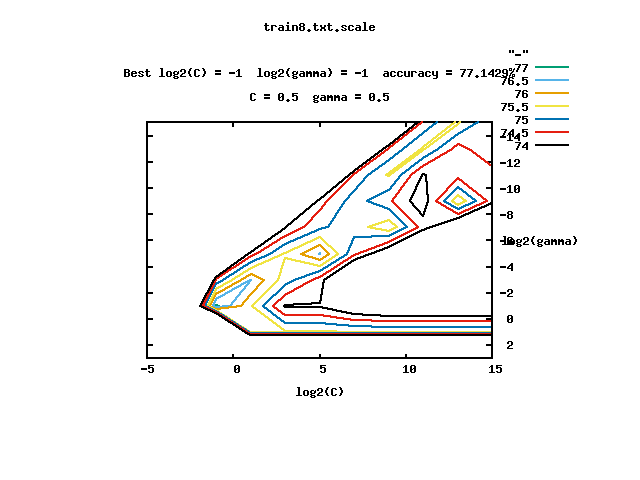 train8.txt.scale
"-"
77
Best log2(C) = -1 log2(gamma) = -1 accuracy = 77.1429%
76.5
76
C = 0.5 gamma = 0.5
75.5
75
74.5
-14
74
-12
-10
-8
-6
log2(gamma)
-4
-2
0
2
-5 0 5 10 15
log2(C)